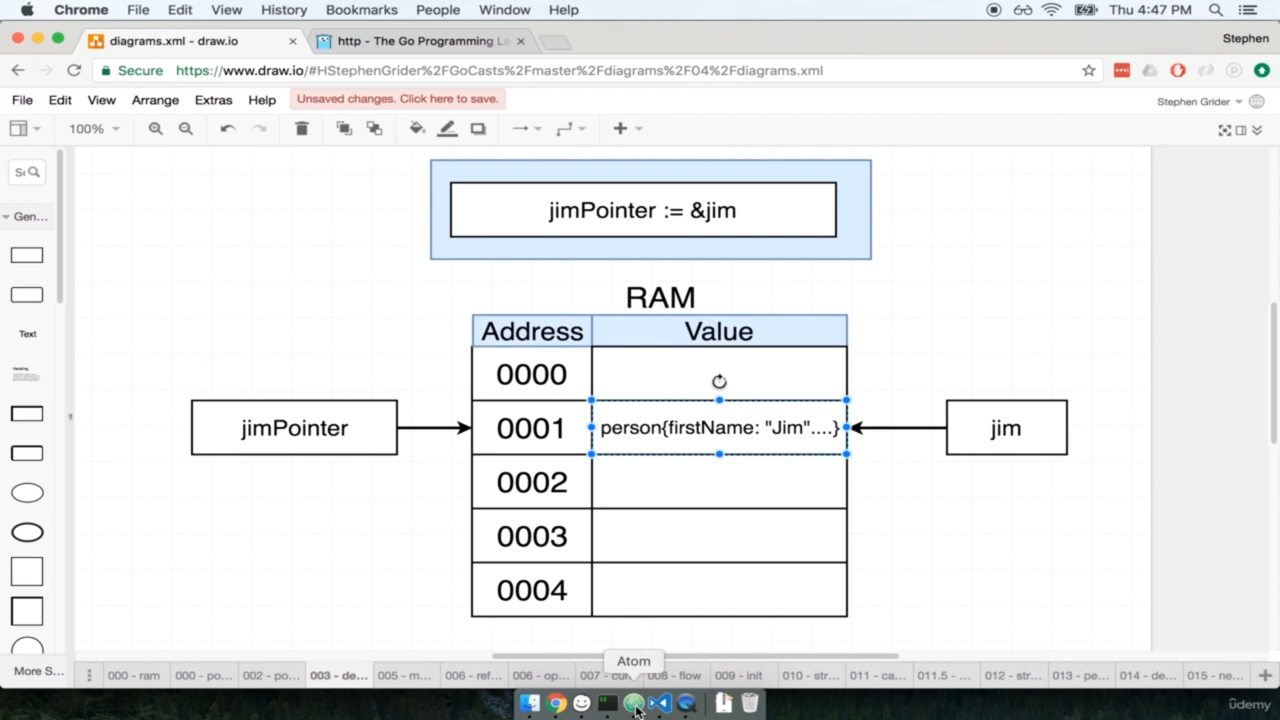 Chrome File Edit View History Bookmarks People Window Help Thu 4:47 PM
diagrams.xml - draw.io × http - The Go Programming La × Stephen
Secure https://www.draw.io/#HStephenGrider%2FGoCasts%2Fmaster%2Fdiagrams%2F04%2Fdiagrams.xml
File Edit View Arrange Extras Help Unsaved changes. Click here to save. Stephen Grider
100%
jimPointer := &jim
Gen...
RAM
Address Value
Text
0000
Heading
jimPointer 0001 person{firstName: "Jim"....} jim
0002
0003
0004
Atom
More S... 000 - ram 000 - po... 002 - po... 003 - de... 005 - m... 006 - ref... 006 - op... 008 - flow 009 - init 010 - str... 011 - ca... 011.5 - ... 012 - str... 013 - pe... 014 - de... 015 - ne...
ûdemy